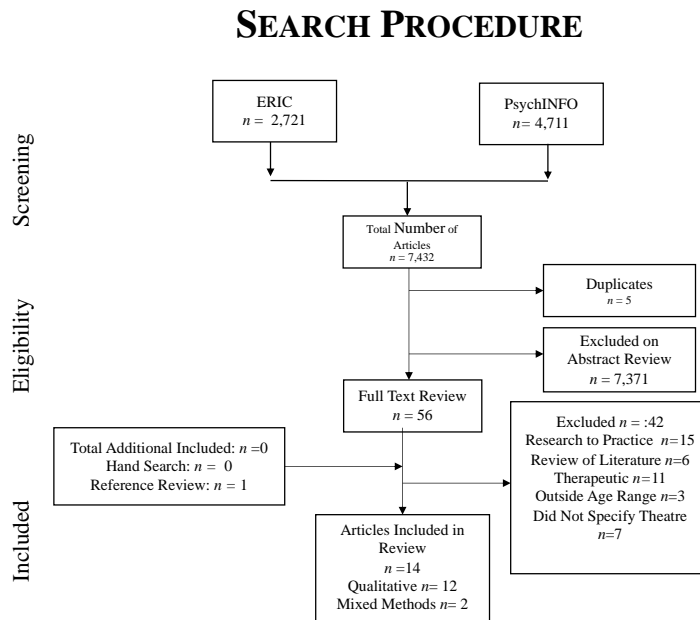 SEARCH PROCEDURE
Screening
ERIC
n = 2,721
PsychINFO
n= 4,711
Total Number of
Articles
n = 7,432
Eligibility
Duplicates
n = 5
Excluded on
Abstract Review
n = 7,371
Full Text Review
n = 56
Included
Total Additional Included: n =0
Hand Search: n = 0
Reference Review: n = 1
Excluded n = :42
Research to Practice n=15
Review of Literature n=6
Therapeutic n=11
Outside Age Range n=3
Did Not Specify Theatre
n=7
Articles Included in
Review
n =14
Qualitative n= 12
Mixed Methods n= 2